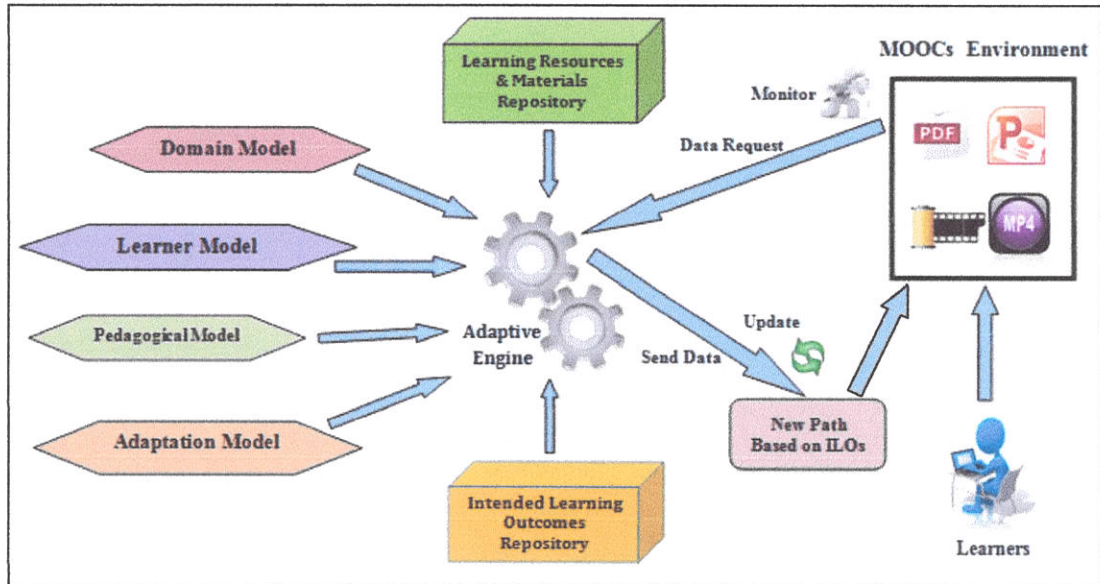 Learning Resources
& Materials
Repository
MOOCs Environment
Monitor
PDF
P
Domain Model
Data Request
MP4
Learner Model
Pedagogical Model
Adaptive
Engine
Update
Send Data
Adaptation Model
New Path
Based on ILOs
Intended Learning
Outcomes
Repository
Learners